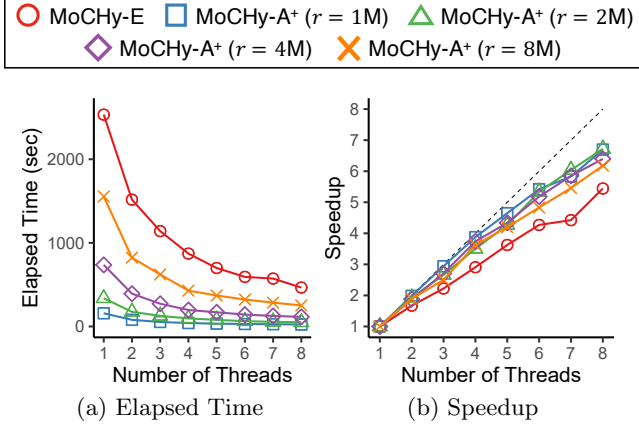 MoCHy-E MoCHy-A⁺ (r = 1M) MoCHy-A⁺ (r = 2M)
MoCHy-A⁺ (r = 4M) MoCHy-A⁺ (r = 8M)
Elapsed Time (sec)
2000
1000
0
1 2 3 4 5 6 7 8
Number of Threads
(a) Elapsed Time
Speedup
8
7
6
5
4
3
2
1
1 2 3 4 5 6 7 8
Number of Threads
(b) Speedup